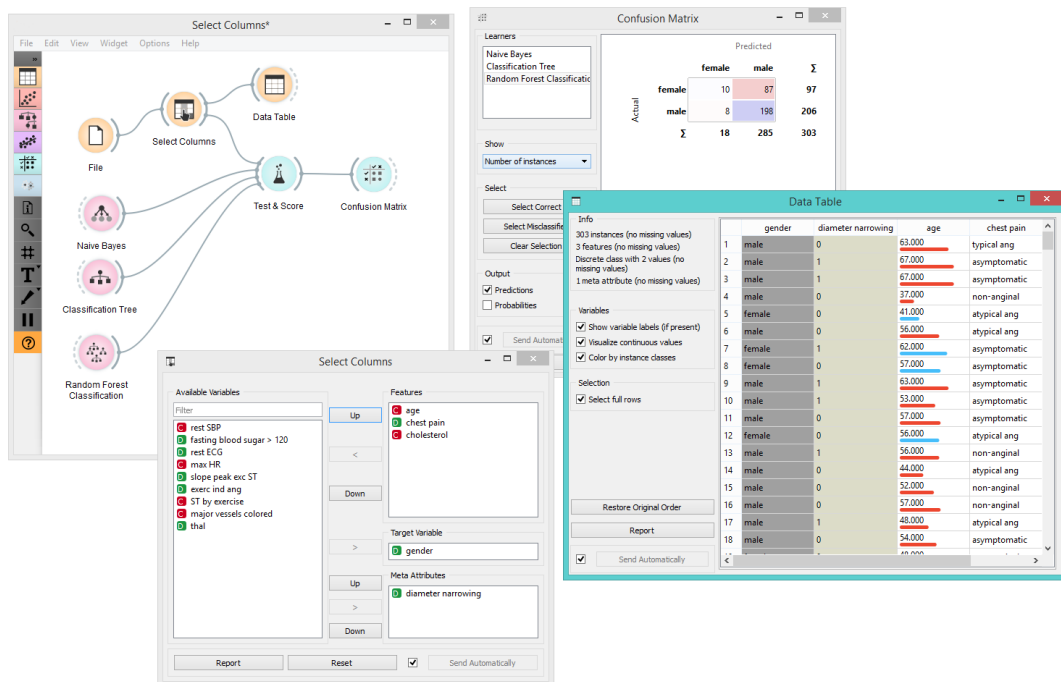 Select Columns*
File Edit View Widget Options Help
»
File
Select Columns
Data Table
Naive Bayes
Classification Tree
Random Forest
Classification
Test & Score
Confusion Matrix
Confusion Matrix
Learners
Naive Bayes
Classification Tree
Random Forest Classificatic
Show
Number of instances
Select
Select Correct
Select Misclassifie
Clear Selection
Output
Predictions
Probabilities
Send Automat
Predicted
female male Σ
Actual
female 10 87 97
male 8 198 206
Σ 18 285 303
Data Table
Info
303 instances (no missing values)
3 features (no missing values)
Discrete class with 2 values (no
missing values)
1 meta attribute (no missing values)
Variables
Show variable labels (if present)
Visualize continuous values
Color by instance classes
Selection
Select full rows
Restore Original Order
Report
Send Automatically
gender diameter narrowing age chest pain
1 male 0 63.000 typical ang
2 male 1 67.000 asymptomatic
3 male 1 67.000 asymptomatic
4 male 0 37.000 non-anginal
5 female 0 41.000 atypical ang
6 male 0 56.000 atypical ang
7 female 1 62.000 asymptomatic
8 female 0 57.000 asymptomatic
9 male 1 63.000 asymptomatic
10 male 1 53.000 asymptomatic
11 male 0 57.000 asymptomatic
12 female 0 56.000 atypical ang
13 male 1 56.000 non-anginal
14 male 0 44.000 atypical ang
15 male 0 52.000 non-anginal
16 male 0 57.000 non-anginal
17 male 1 48.000 atypical ang
18 male 0 54.000 asymptomatic
Select Columns
Available Variables
Filter
C rest SBP
D fasting blood sugar > 120
D rest ECG
C max HR
D slope peak exc ST
D exerc ind ang
C ST by exercise
C major vessels colored
D thal
Up
<
Down
>
Up
>
Down
Features
C age
D chest pain
C cholesterol
Target Variable
D gender
Meta Attributes
D diameter narrowing
Report
Reset
Send Automatically